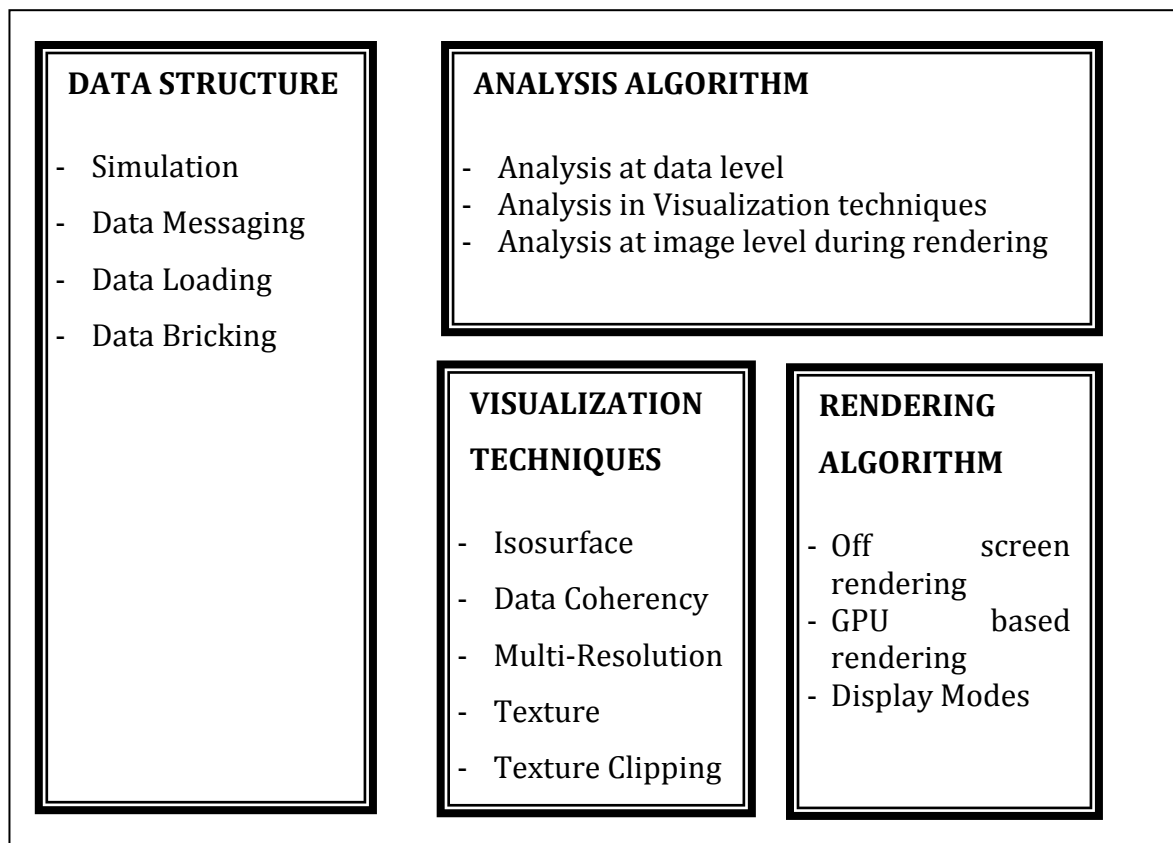 DATA STRUCTURE
- Simulation
- Data Messaging
- Data Loading
- Data Bricking
ANALYSIS ALGORITHM
- Analysis at data level
- Analysis in Visualization techniques
- Analysis at image level during rendering
VISUALIZATION
TECHNIQUES
- Isosurface
- Data Coherency
- Multi-Resolution
- Texture
- Texture Clipping
RENDERING
ALGORITHM
- Off screen
rendering
- GPU based
rendering
- Display Modes